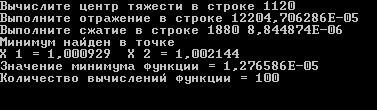 Вычислите центр тяжести в строке 1120
Выполните отражение в строке 12204,706286E-05
Выполните сжатие в строке 1880 8,844874E-06
Минимум найден в точке
X 1 = 1,000929  X 2 = 1,002144
Значение минимума функции = 1,276586E-05
Количество вычислений функции = 100